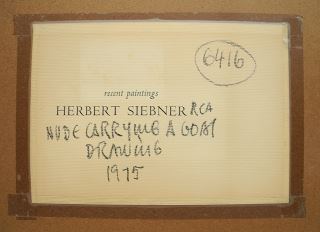 6416
recent paintings
HERBERT SIEBNER RCA
NUDE CARRYING A GOAT
DRAWING
1975